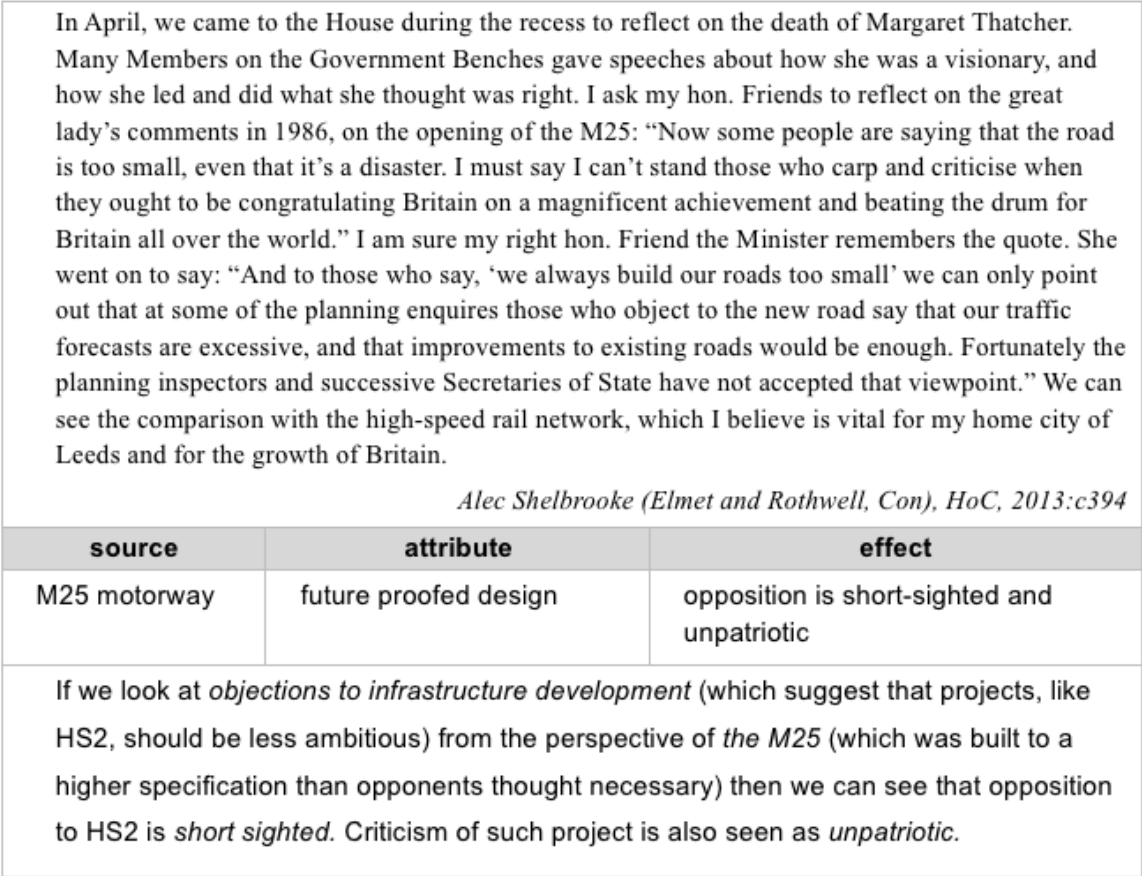 In April, we came to the House during the recess to reflect on the death of Margaret Thatcher.
Many Members on the Government Benches gave speeches about how she was a visionary, and
how she led and did what she thought was right. I ask my hon. Friends to reflect on the great
lady’s comments in 1986, on the opening of the M25: “Now some people are saying that the road
is too small, even that it’s a disaster. I must say I can’t stand those who carp and criticise when
they ought to be congratulating Britain on a magnificent achievement and beating the drum for
Britain all over the world.” I am sure my right hon. Friend the Minister remembers the quote. She
went on to say: “And to those who say, ‘we always build our roads too small’ we can only point
out that at some of the planning enquires those who object to the new road say that our traffic
forecasts are excessive, and that improvements to existing roads would be enough. Fortunately the
planning inspectors and successive Secretaries of State have not accepted that viewpoint.” We can
see the comparison with the high-speed rail network, which I believe is vital for my home city of
Leeds and for the growth of Britain.
Alec Shelbrooke (Elmet and Rothwell, Con), HoC, 2013:c394
source attribute effect
M25 motorway future proofed design opposition is short-sighted and
unpatriotic
If we look at objections to infrastructure development (which suggest that projects, like
HS2, should be less ambitious) from the perspective of the M25 (which was built to a
higher specification than opponents thought necessary) then we can see that opposition
to HS2 is short sighted. Criticism of such project is also seen as unpatriotic.